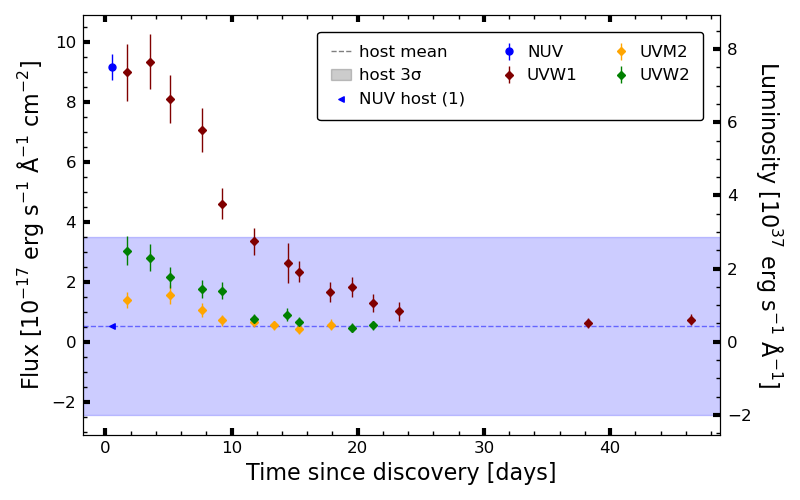 host mean
host 3σ
NUV host (1)
NUV
UVW1
UVM2
UVW2
Flux [10⁻¹⁷ erg s⁻¹ Å⁻¹ cm⁻²]
10
8
6
4
2
0
−2
8
6
4
2
0
−2
Luminosity [10³⁷ erg s⁻¹ Å⁻¹]
0 10 20 30 40
Time since discovery [days]